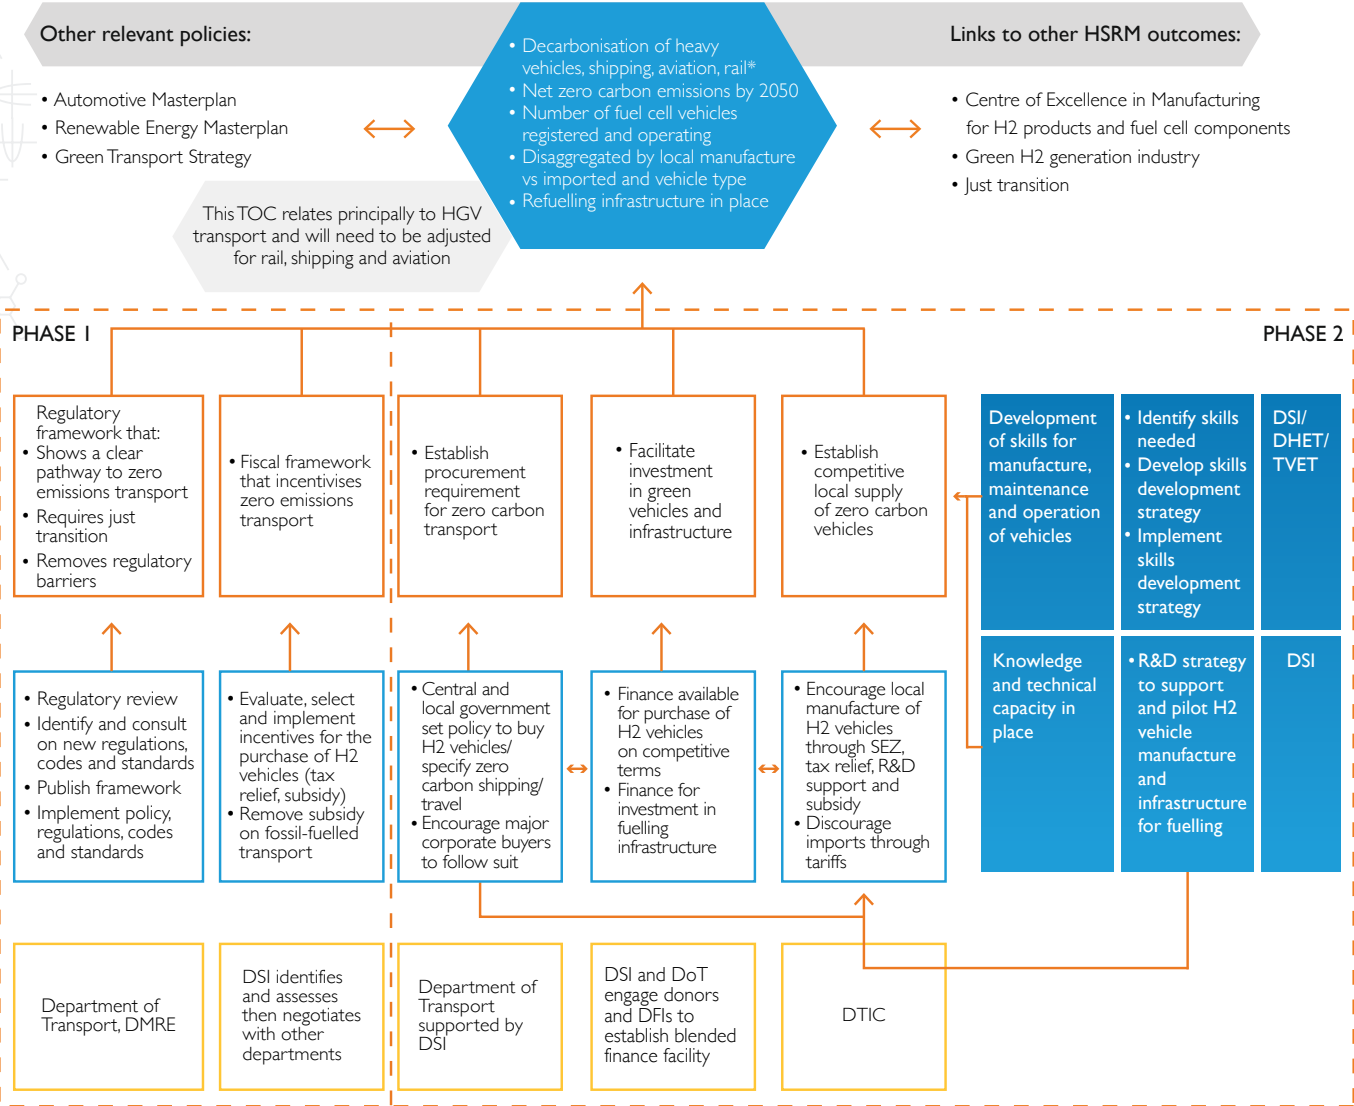 Other relevant policies:
• Automotive Masterplan
• Renewable Energy Masterplan
• Green Transport Strategy
• Decarbonisation of heavy
vehicles, shipping, aviation, rail*
• Net zero carbon emissions by 2050
• Number of fuel cell vehicles
registered and operating
• Disaggregated by local manufacture
vs imported and vehicle type
• Refuelling infrastructure in place
Links to other HSRM outcomes:
• Centre of Excellence in Manufacturing
for H2 products and fuel cell components
• Green H2 generation industry
• Just transition
This TOC relates principally to HGV
transport and will need to be adjusted
for rail, shipping and aviation
PHASE 1
PHASE 2
Regulatory
framework that:
• Shows a clear
pathway to zero
emissions transport
• Requires just
transition
• Removes regulatory
barriers
• Fiscal framework
that incentivises
zero emissions
transport
• Establish
procurement
requirement
for zero carbon
transport
• Facilitate
investment
in green
vehicles and
infrastructure
• Establish
competitive
local supply
of zero carbon
vehicles
Development
of skills for
manufacture,
maintenance
and operation
of vehicles
• Identify skills
needed
• Develop skills
development
strategy
• Implement
skills
development
strategy
DSI/
DHET/
TVET
• Regulatory review
• Identify and consult
on new regulations,
codes and standards
• Publish framework
• Implement policy,
regulations, codes
and standards
• Evaluate, select
and implement
incentives for the
purchase of H2
vehicles (tax
relief, subsidy)
• Remove subsidy
on fossil-fuelled
transport
• Central and
local government
set policy to buy
H2 vehicles/
specify zero
carbon shipping/
travel
• Encourage major
corporate buyers
to follow suit
• Finance available
for purchase of
H2 vehicles
on competitive
terms
• Finance for
investment in
fuelling
infrastructure
• Encourage local
manufacture of
H2 vehicles
through SEZ,
tax relief, R&D
support and
subsidy
• Discourage
imports through
tariffs
Knowledge
and technical
capacity in
place
• R&D strategy
to support
and pilot H2
vehicle
manufacture
and
infrastructure
for fuelling
DSI
Department of
Transport, DMRE
DSI identifies
and assesses
then negotiates
with other
departments
Department of
Transport
supported by
DSI
DSI and DoT
engage donors
and DFIs to
establish blended
finance facility
DTIC